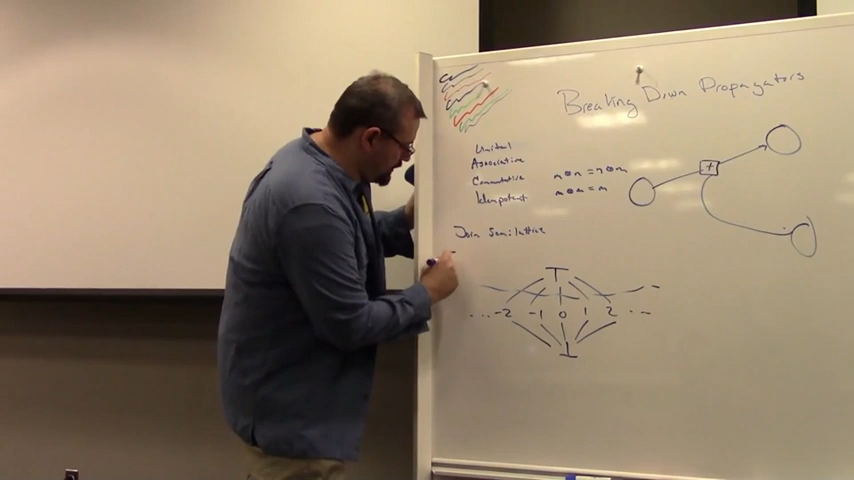 Breaking Down Propagators
Unital
Associative
Commutative m⊕n = n⊕m
Idempotent m⊕m = m
+
Join Semilattice
⊤
...-2 -1 0 1 2 ...
⊥